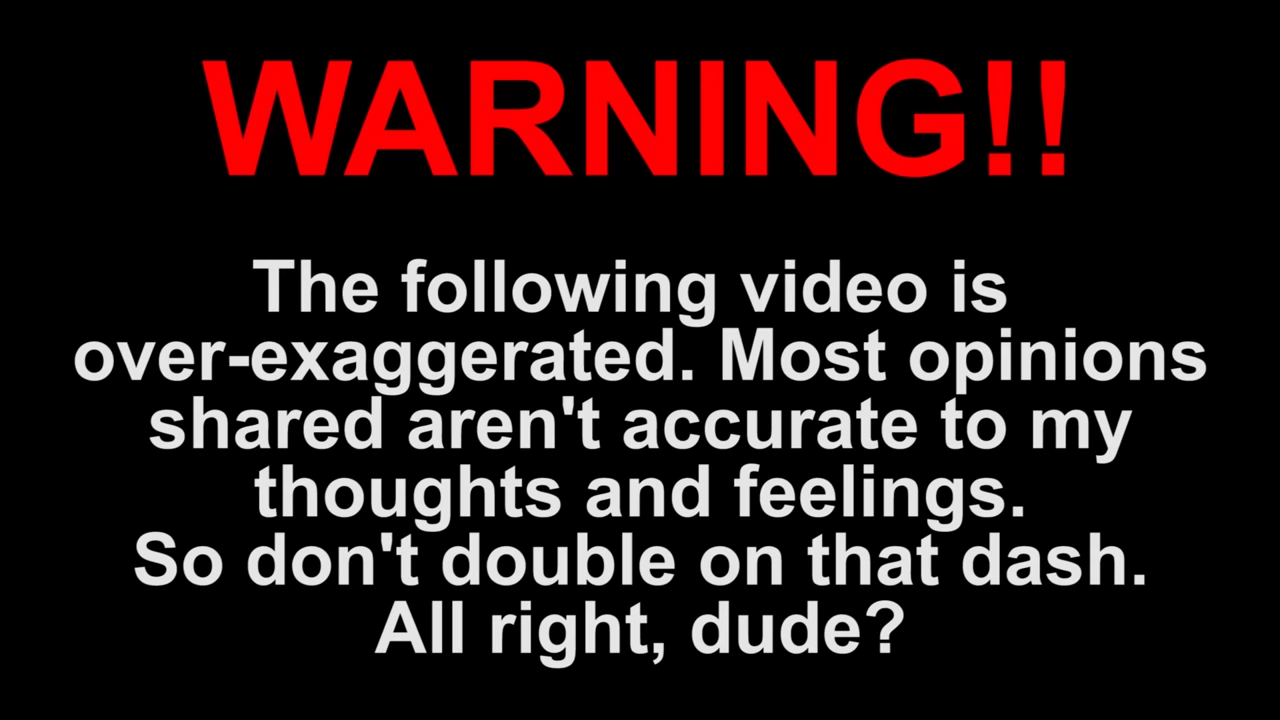 WARNING!!
The following video is
over-exaggerated. Most opinions
shared aren't accurate to my
thoughts and feelings.
So don't double on that dash.
All right, dude?